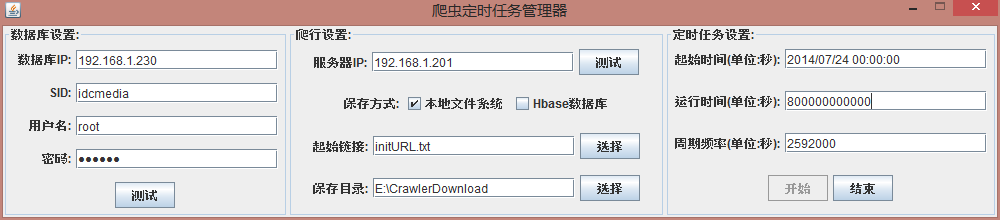 爬虫定时任务管理器
数据库设置:
数据库IP: 192.168.1.230
SID: idcmedia
用户名: root
密码: ●●●●●●
测试
爬行设置:
服务器IP: 192.168.1.201 测试
保存方式: 本地文件系统 Hbase数据库
起始链接: initURL.txt 选择
保存目录: E:\CrawlerDownload 选择
定时任务设置:
起始时间(单位:秒): 2014/07/24 00:00:00
运行时间(单位:秒): 800000000000
周期频率(单位:秒): 2592000
开始 结束